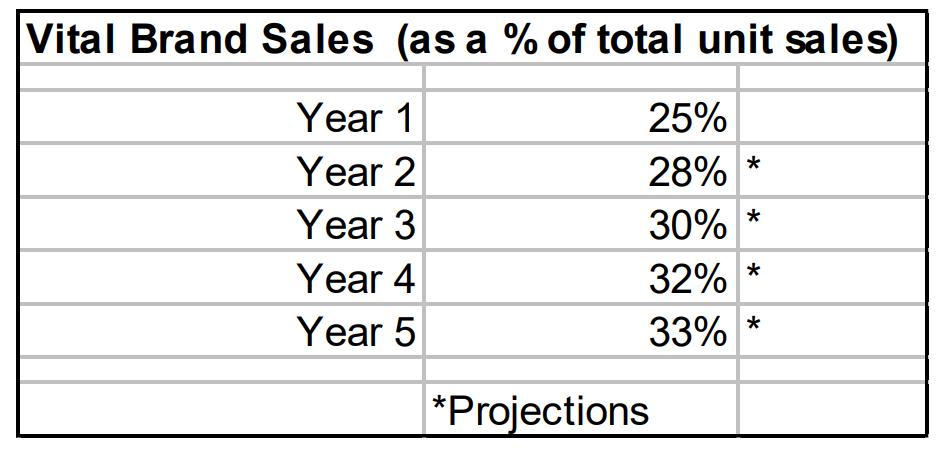 Vital Brand Sales (as a % of total unit sales)
Year 1 25%
Year 2 28% *
Year 3 30% *
Year 4 32% *
Year 5 33% *
*Projections